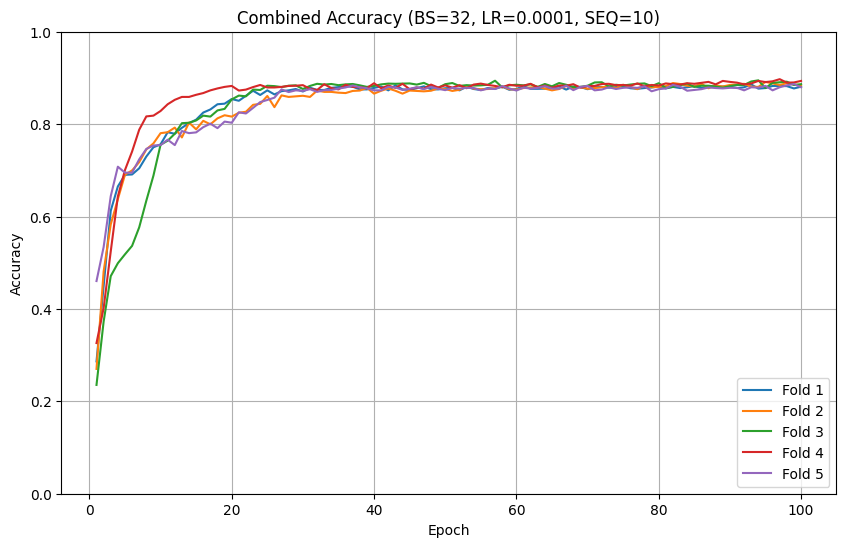 Combined Accuracy (BS=32, LR=0.0001, SEQ=10)
Accuracy
1.0
0.8
0.6
0.4
0.2
0.0
0 20 40 60 80 100
Epoch
Fold 1
Fold 2
Fold 3
Fold 4
Fold 5